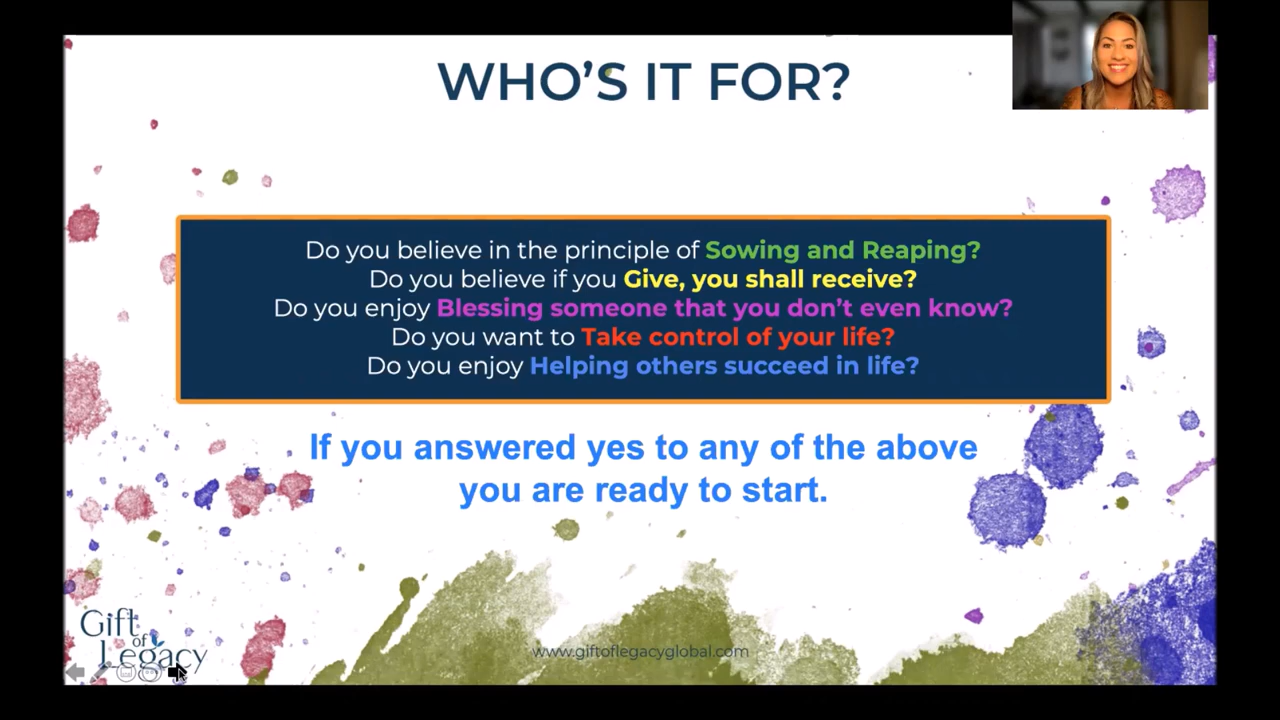 WHO'S IT FOR?
Do you believe in the principle of Sowing and Reaping?
Do you believe if you Give, you shall receive?
Do you enjoy Blessing someone that you don't even know?
Do you want to Take control of your life?
Do you enjoy Helping others succeed in life?
If you answered yes to any of the above
you are ready to start.
Gift
of
Legacy
www.giftoflegacyglobal.com